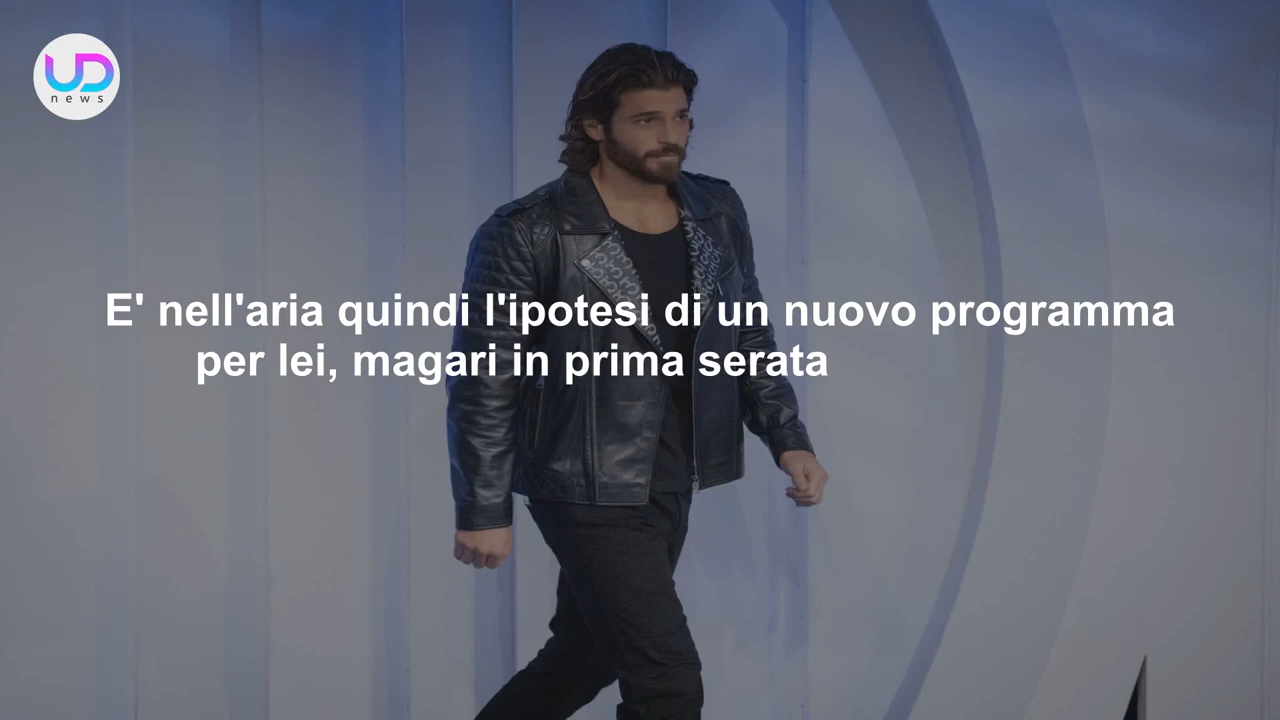 UD
news
E' nell'aria quindi l'ipotesi di un nuovo programma
per lei, magari in prima serata